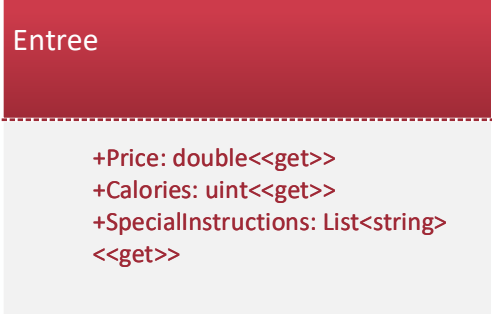 Entree
+Price: double<<get>>
+Calories: uint<<get>>
+SpecialInstructions: List<string>
<<get>>